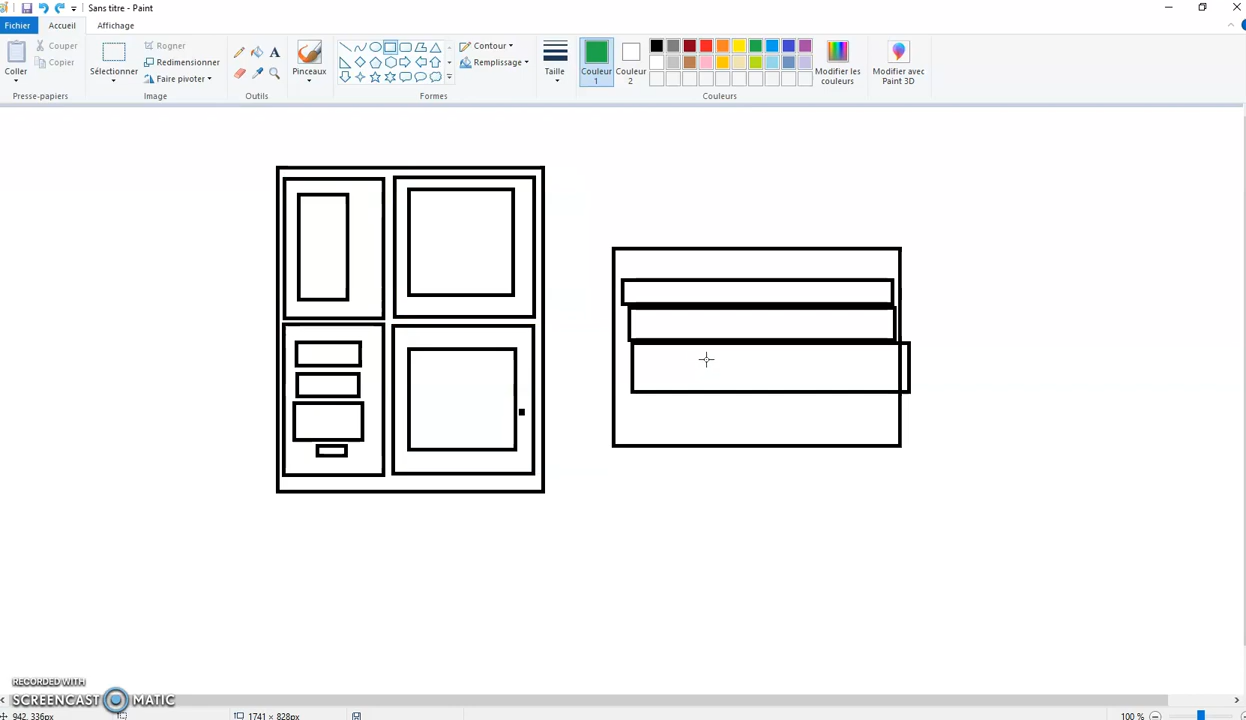 Sans titre - Paint
Fichier Accueil Affichage
Coller
Couper
Copier
Presse-papiers
Sélectionner
Rogner
Redimensionner
Faire pivoter
Image
A
Outils
Pinceaux
Contour
Remplissage
Formes
Taille
Couleur 1
Couleur 2
Modifier les couleurs
Couleurs
Modifier avec Paint 3D
RECORDED WITH
SCREENCAST MATIC
942, 336px
1741 × 828px
100 %